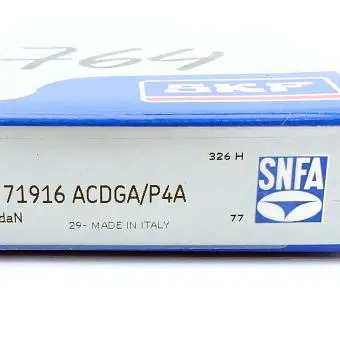 764
SKF
326 H
SNFA
71916 ACDGA/P4A
daN
29- MADE IN ITALY
77